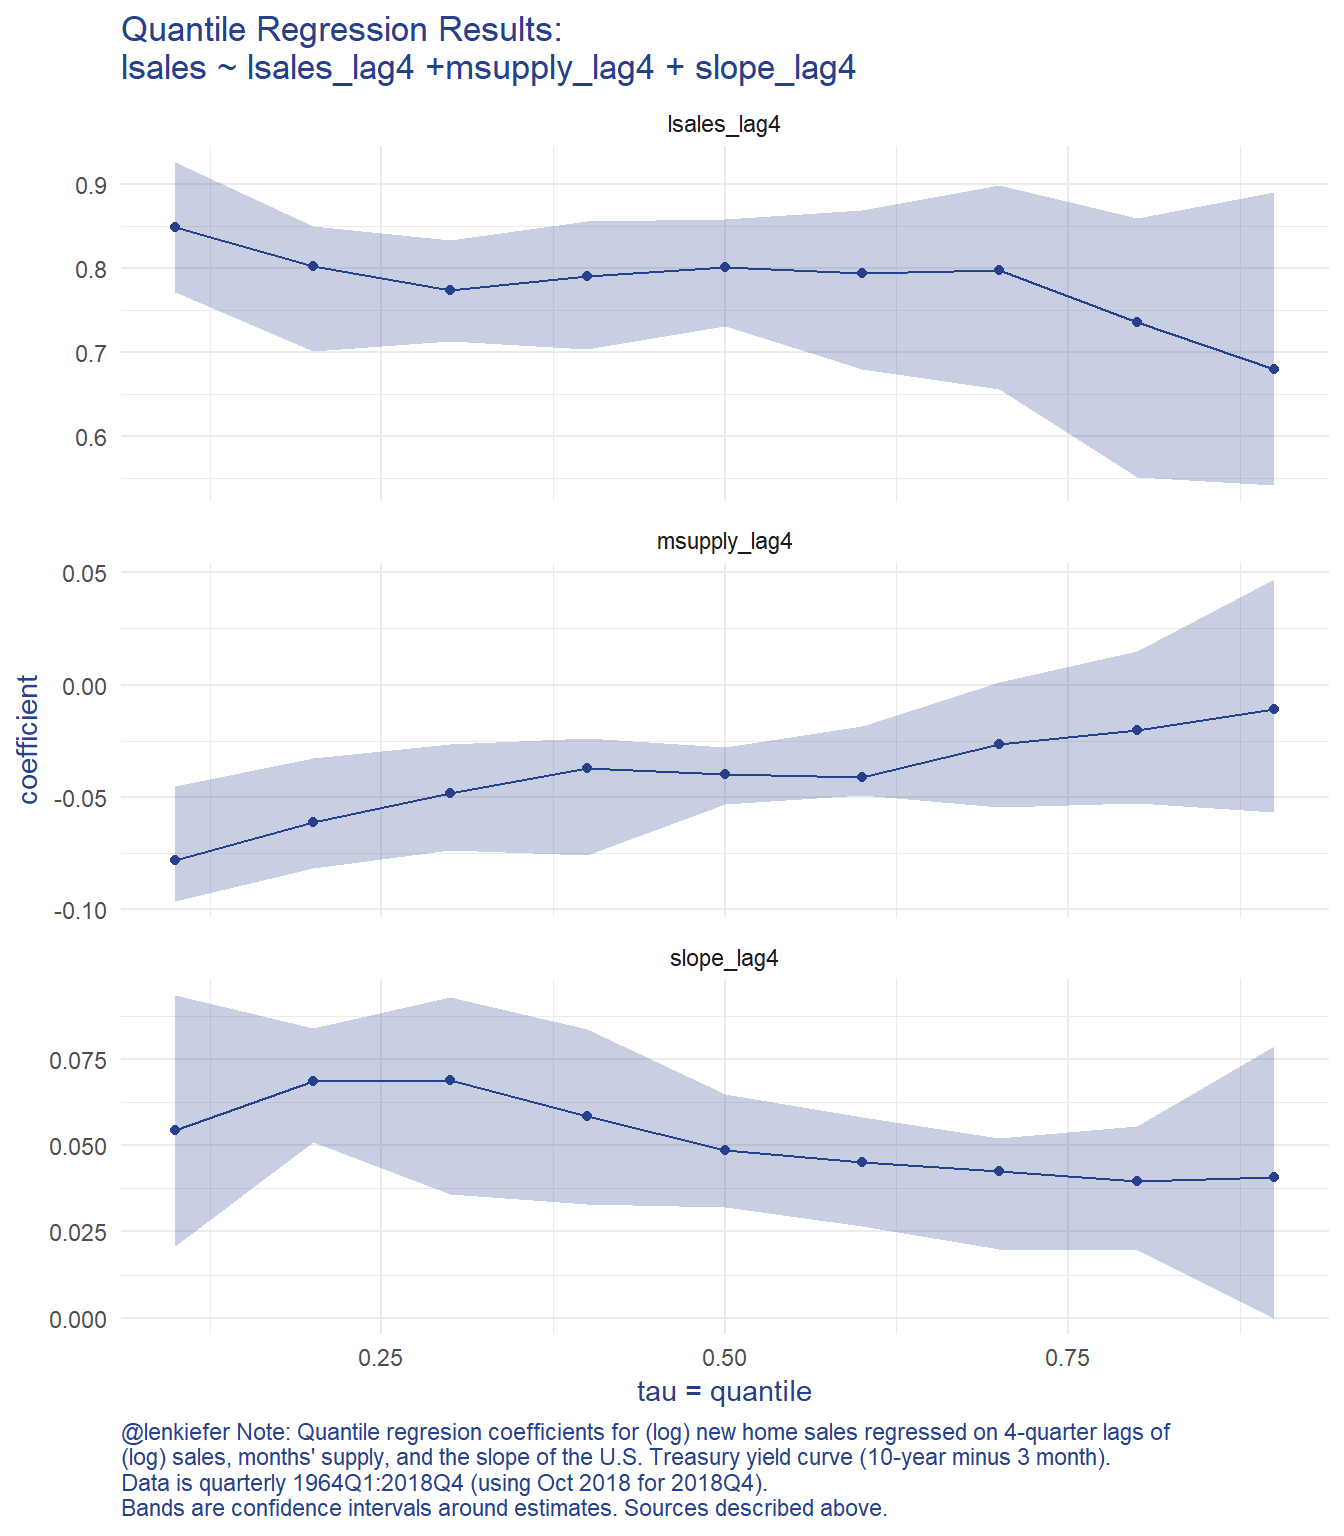 Quantile Regression Results:
lsales ~ lsales_lag4 +msupply_lag4 + slope_lag4
lsales_lag4
0.9
0.8
0.7
0.6
msupply_lag4
0.05
0.00
-0.05
-0.10
coefficient
slope_lag4
0.075
0.050
0.025
0.000
0.25 0.50 0.75
tau = quantile
@lenkiefer Note: Quantile regresion coefficients for (log) new home sales regressed on 4-quarter lags of
(log) sales, months' supply, and the slope of the U.S. Treasury yield curve (10-year minus 3 month).
Data is quarterly 1964Q1:2018Q4 (using Oct 2018 for 2018Q4).
Bands are confidence intervals around estimates. Sources described above.